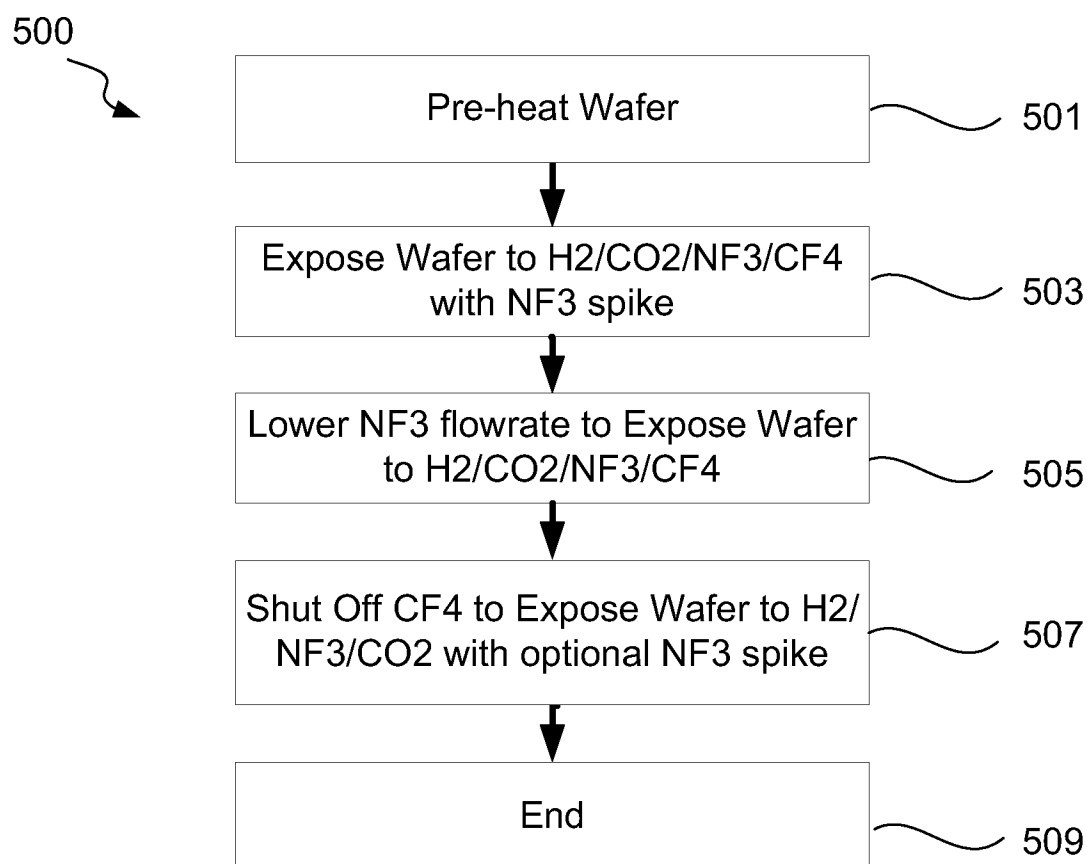 500
Pre-heat Wafer
501
Expose Wafer to H2/CO2/NF3/CF4
with NF3 spike
503
Lower NF3 flowrate to Expose Wafer
to H2/CO2/NF3/CF4
505
Shut Off CF4 to Expose Wafer to H2/
NF3/CO2 with optional NF3 spike
507
End
509